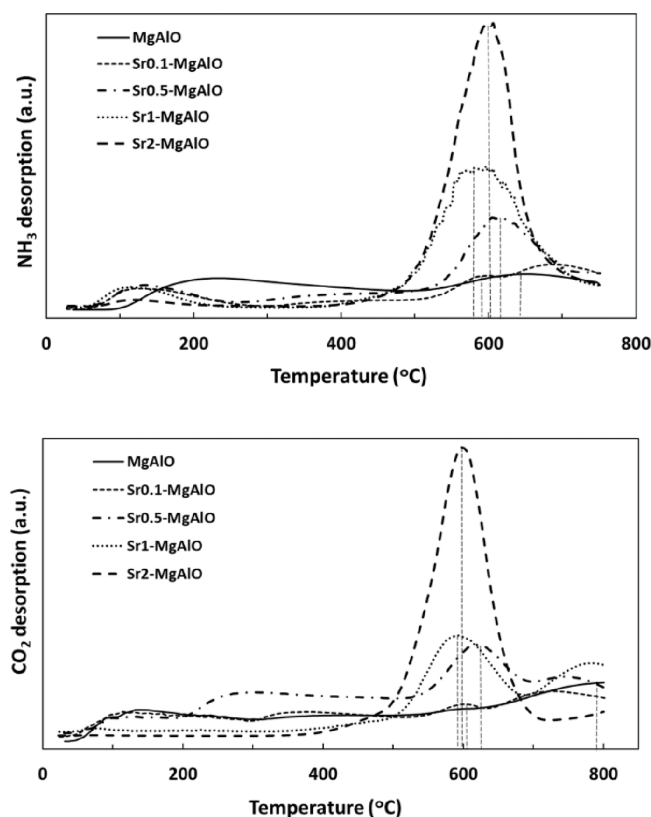 MgAlO
Sr0.1-MgAlO
Sr0.5-MgAlO
Sr1-MgAlO
Sr2-MgAlO
NH₃ desorption (a.u.)
0 200 400 600 800
Temperature (°C)
MgAlO
Sr0.1-MgAlO
Sr0.5-MgAlO
Sr1-MgAlO
Sr2-MgAlO
CO₂ desorption (a.u.)
0 200 400 600 800
Temperature (°C)